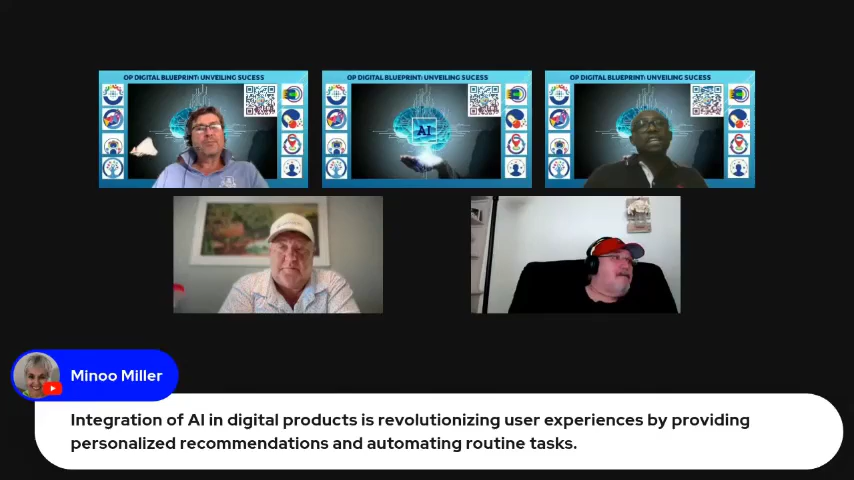 OP DIGITAL BLUEPRINT: UNVEILING SUCESS
OP DIGITAL BLUEPRINT: UNVEILING SUCESS
OP DIGITAL BLUEPRINT: UNVEILING SUCESS
AI
Minoo Miller
Integration of AI in digital products is revolutionizing user experiences by providing
personalized recommendations and automating routine tasks.